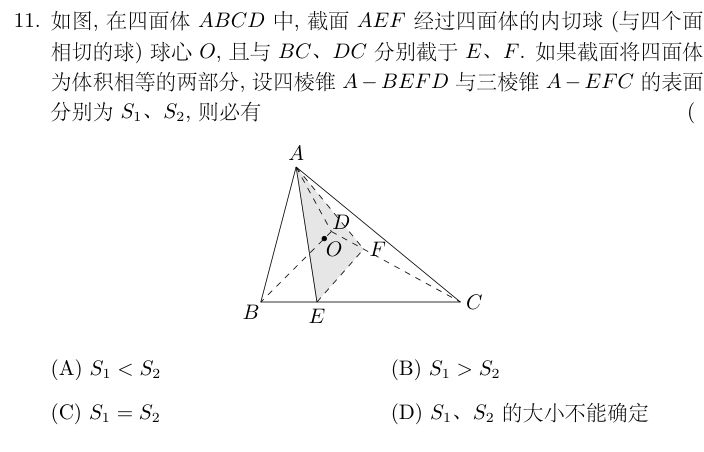 11. 如图, 在四面体 ABCD 中, 截面 AEF 经过四面体的内切球 (与四个面
相切的球) 球心 O, 且与 BC、DC 分别截于 E、F. 如果截面将四面体
为体积相等的两部分, 设四棱锥 A − BEFD 与三棱锥 A − EFC 的表面
分别为 S₁、S₂, 则必有 (
A
D
O
F
B
E
C
(A) S₁ < S₂ (B) S₁ > S₂
(C) S₁ = S₂ (D) S₁、S₂ 的大小不能确定